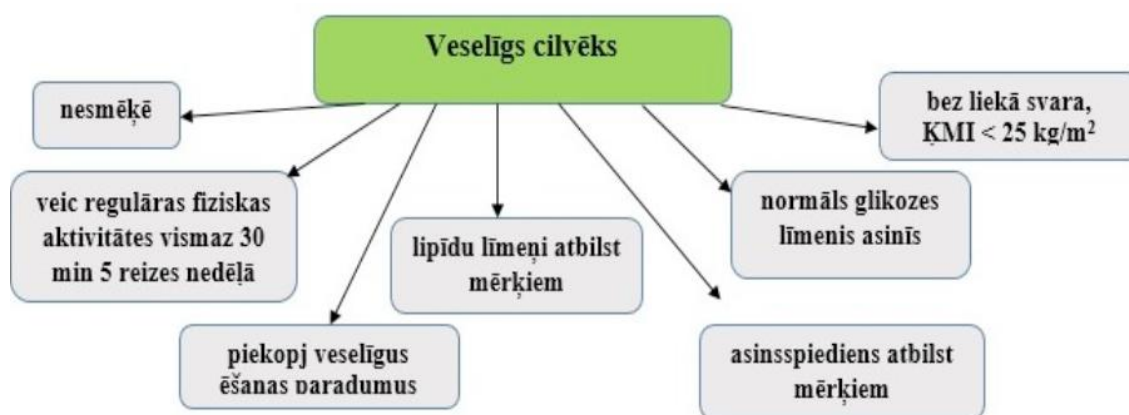 Veselīgs cilvēks
nesmēķē
bez liekā svara,
ĶMI < 25 kg/m²
veic regulāras fiziskas
aktivitātes vismaz 30
min 5 reizes nedēļā
lipīdu līmeņi atbilst
mērķiem
normāls glikozes
līmenis asinīs
piekopj veselīgus
ēšanas paradumus
asinsspiediens atbilst
mērķiem